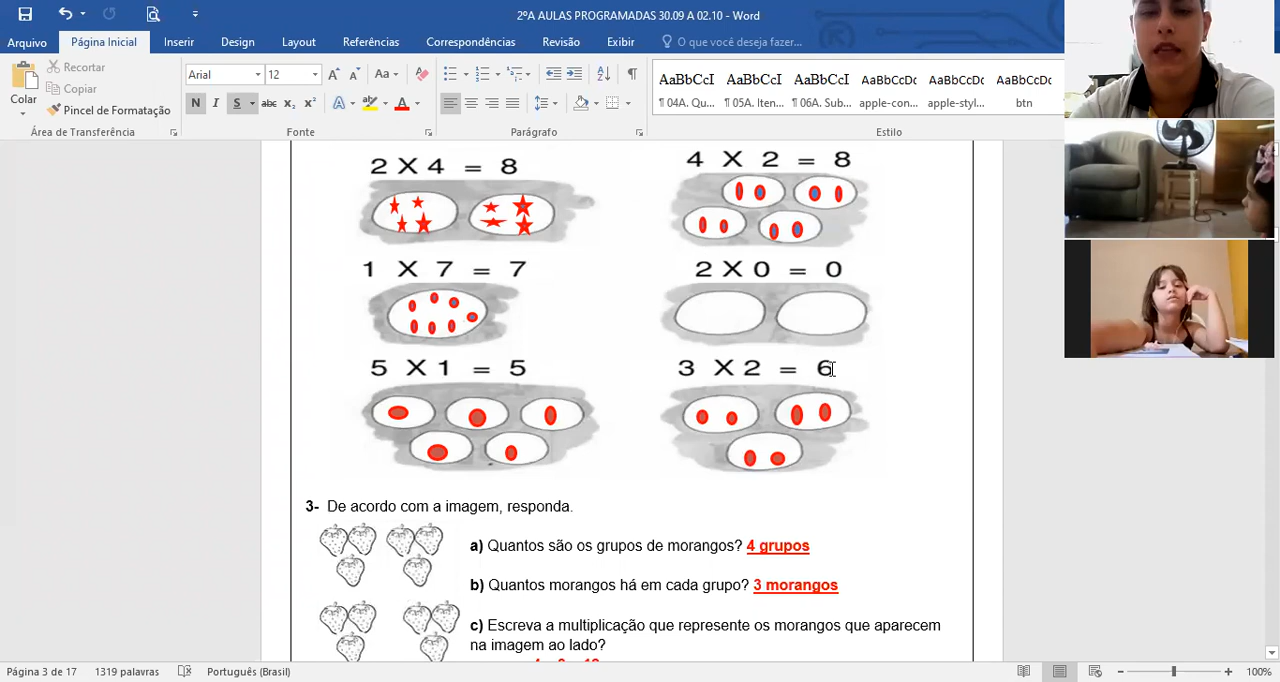 2ºA AULAS PROGRAMADAS 30.09 A 02.10 - Word
Arquivo Página Inicial Inserir Design Layout Referências Correspondências Revisão Exibir O que você deseja fazer...
Colar
Recortar
Copiar
Pincel de Formatação
Área de Transferência
Arial 12
Aa
N I S abc x₂ x²
Fonte
Parágrafo
AaBbCcI AaBbCcI AaBbCcI AaBbCcDc AaBbCcDc AaBbCcDc
¶ 04A. Qu... ¶ 05A. Iten... ¶ 06A. Sub... apple-con... apple-styl... btn
Estilo
2 X 4 = 8
4 X 2 = 8
1 X 7 = 7
2 X 0 = 0
5 X 1 = 5
3 X 2 = 6
3- De acordo com a imagem, responda.
a) Quantos são os grupos de morangos? 4 grupos
b) Quantos morangos há em cada grupo? 3 morangos
c) Escreva a multiplicação que represente os morangos que aparecem
na imagem ao lado?
Página 3 de 17 1319 palavras Português (Brasil) 100%